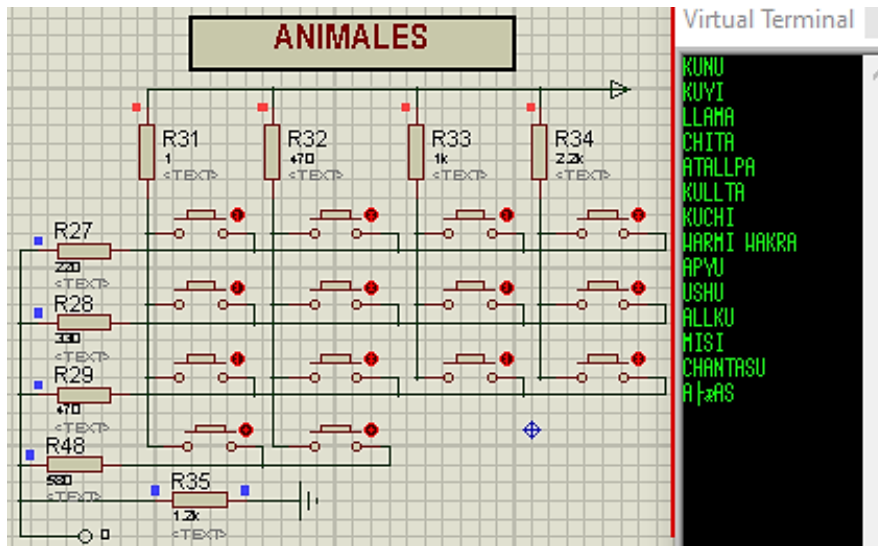 Virtual Terminal
ANIMALES
R31
1
<TEXT>
R32
470
<TEXT>
R33
1k
<TEXT>
R34
2.2k
<TEXT>
R27
220
<TEXT>
R28
330
<TEXT>
R29
470
<TEXT>
R48
580
<TEXT>
R35
1.2k
<TEXT>
KUNU
KUYI
LLAMA
CHITA
ATALLPA
KULLTA
KUCHI
WARMI WAKRA
APYU
USHU
ALLKU
MISI
CHANTASU